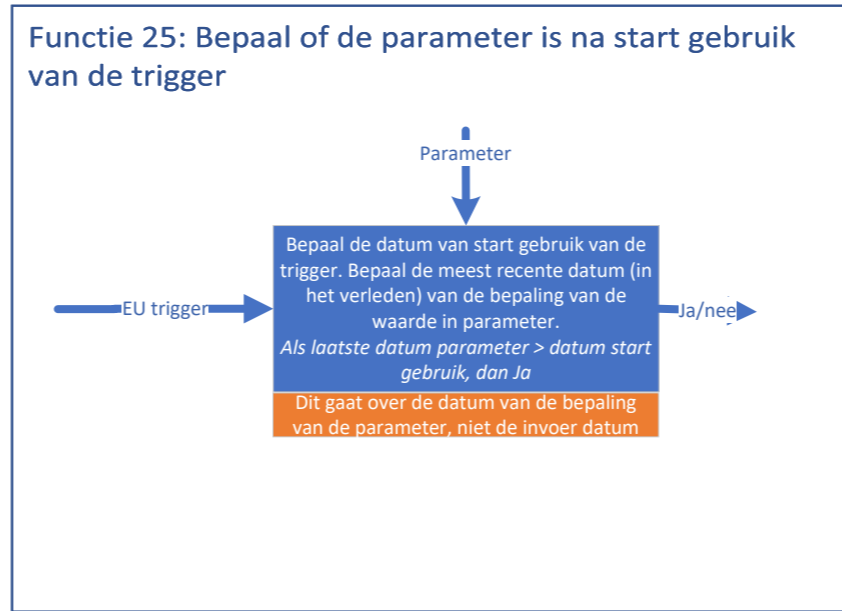 Functie 25: Bepaal of de parameter is na start gebruik
van de trigger
Parameter
Bepaal de datum van start gebruik van de
trigger. Bepaal de meest recente datum (in
het verleden) van de bepaling van de
waarde in parameter.
Als laatste datum parameter > datum start
gebruik, dan Ja
EU trigger
Ja/nee
Dit gaat over de datum van de bepaling
van de parameter, niet de invoer datum